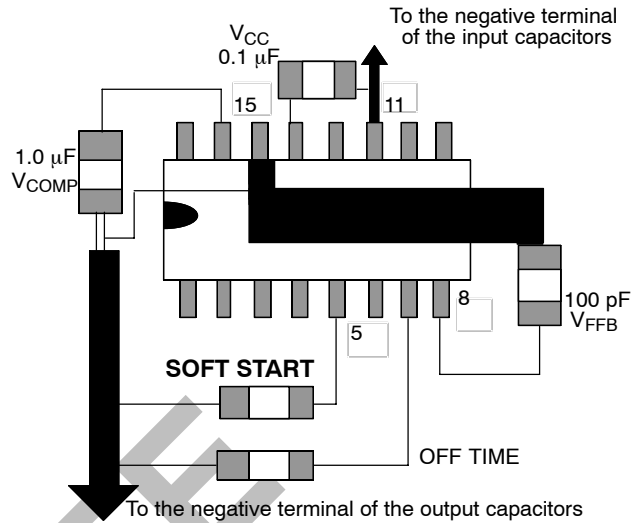 To the negative terminal
of the input capacitors
VCC
0.1 μF
15
11
1.0 μF
VCOMP
8
100 pF
VFFB
5
SOFT START
OFF TIME
To the negative terminal of the output capacitors